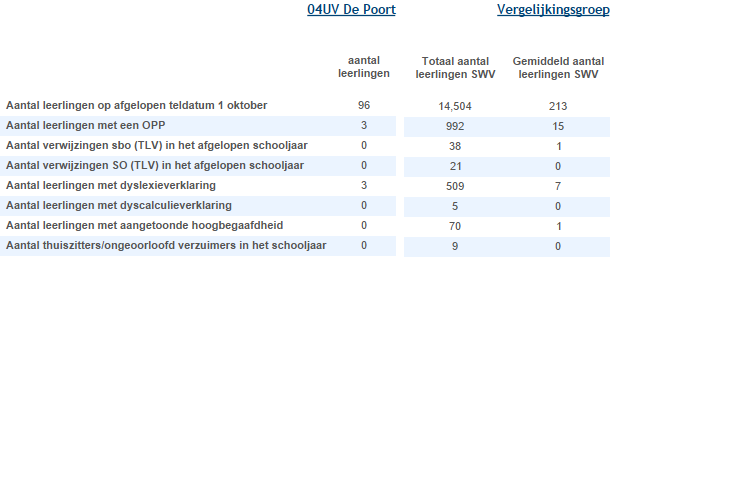 04UV De Poort Vergelijkingsgroep
aantal leerlingen Totaal aantal leerlingen SWV Gemiddeld aantal leerlingen SWV
Aantal leerlingen op afgelopen teldatum 1 oktober 96 14,504 213
Aantal leerlingen met een OPP 3 992 15
Aantal verwijzingen sbo (TLV) in het afgelopen schooljaar 0 38 1
Aantal verwijzingen SO (TLV) in het afgelopen schooljaar 0 21 0
Aantal leerlingen met dyslexieverklaring 3 509 7
Aantal leerlingen met dyscalculieverklaring 0 5 0
Aantal leerlingen met aangetoonde hoogbegaafdheid 0 70 1
Aantal thuiszitters/ongeoorloofd verzuimers in het schooljaar 0 9 0